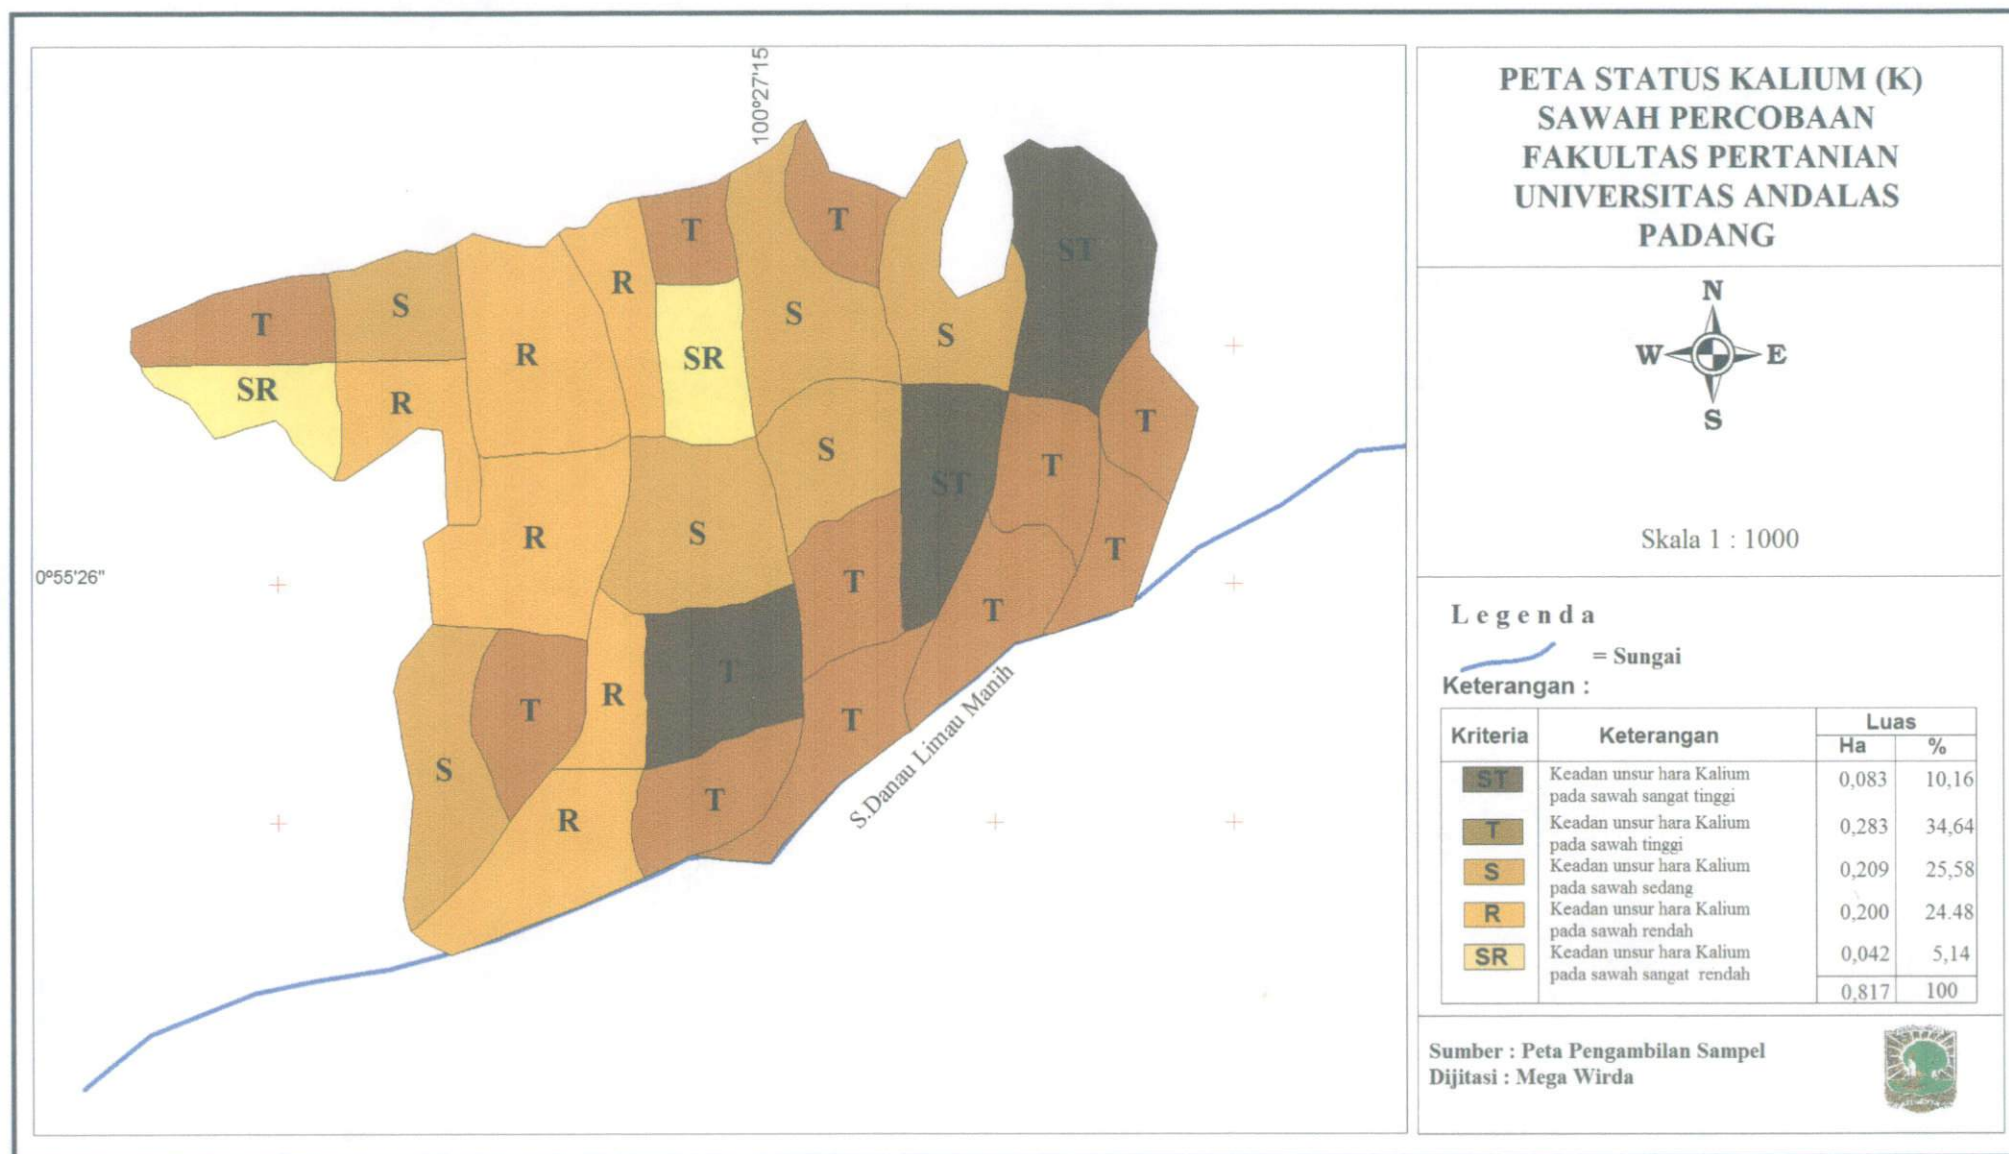 100°27'15
0°55'26"
T
T
ST
T
S
R
S
S
T
R
SR
SR
R
T
S
T
ST
R
S
T
T
T
T
R
T
T
T
S
T
R
S.Danau Limau Manih
PETA STATUS KALIUM (K)
SAWAH PERCOBAAN
FAKULTAS PERTANIAN
UNIVERSITAS ANDALAS
PADANG
N
W E
S
Skala 1 : 1000
Legenda
= Sungai
Keterangan :
Kriteria Keterangan Luas
Ha %
ST Keadan unsur hara Kalium 0,083 10,16
pada sawah sangat tinggi
T Keadan unsur hara Kalium 0,283 34,64
pada sawah tinggi
S Keadan unsur hara Kalium 0,209 25,58
pada sawah sedang
R Keadan unsur hara Kalium 0,200 24.48
pada sawah rendah
SR Keadan unsur hara Kalium 0,042 5,14
pada sawah sangat rendah
0,817 100
Sumber : Peta Pengambilan Sampel
Dijitasi : Mega Wirda